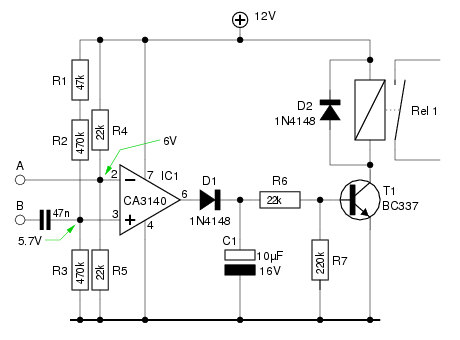 12V
R1
47k
R2
470k
R4
22k
6V
D2
1N4148
Rel 1
A
2
7
IC1
CA3140
6
D1
1N4148
R6
22k
T1
BC337
B
47n
3
4
5.7V
C1
10µF
16V
R3
470k
22k
R5
220k
R7